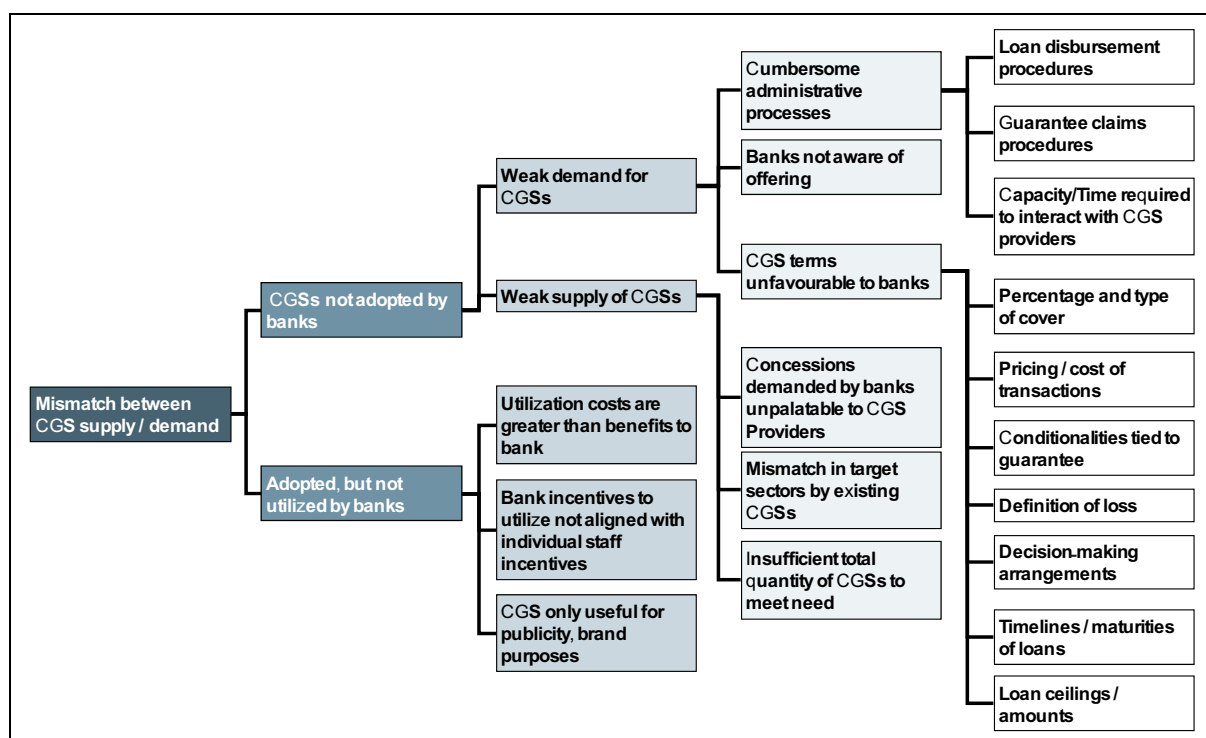 Mismatch between
CGS supply / demand
CGSs not adopted by
banks
Adopted, but not
utilized by banks
Weak demand for
CGSs
Weak supply of CGSs
Utilization costs are
greater than benefits to
bank
Bank incentives to
utilize not aligned with
individual staff
incentives
CGS only useful for
publicity, brand
purposes
Cumbersome
administrative
processes
Banks not aware of
offering
CGS terms
unfavourable to banks
Concessions
demanded by banks
unpalatable to CGS
Providers
Mismatch in target
sectors by existing
CGSs
Insufficient total
quantity of CGSs to
meet need
Loan disbursement
procedures
Guarantee claims
procedures
Capacity/Time required
to interact with CGS
providers
Percentage and type
of cover
Pricing / cost of
transactions
Conditionalities tied to
guarantee
Definition of loss
Decision-making
arrangements
Timelines / maturities
of loans
Loan ceilings /
amounts